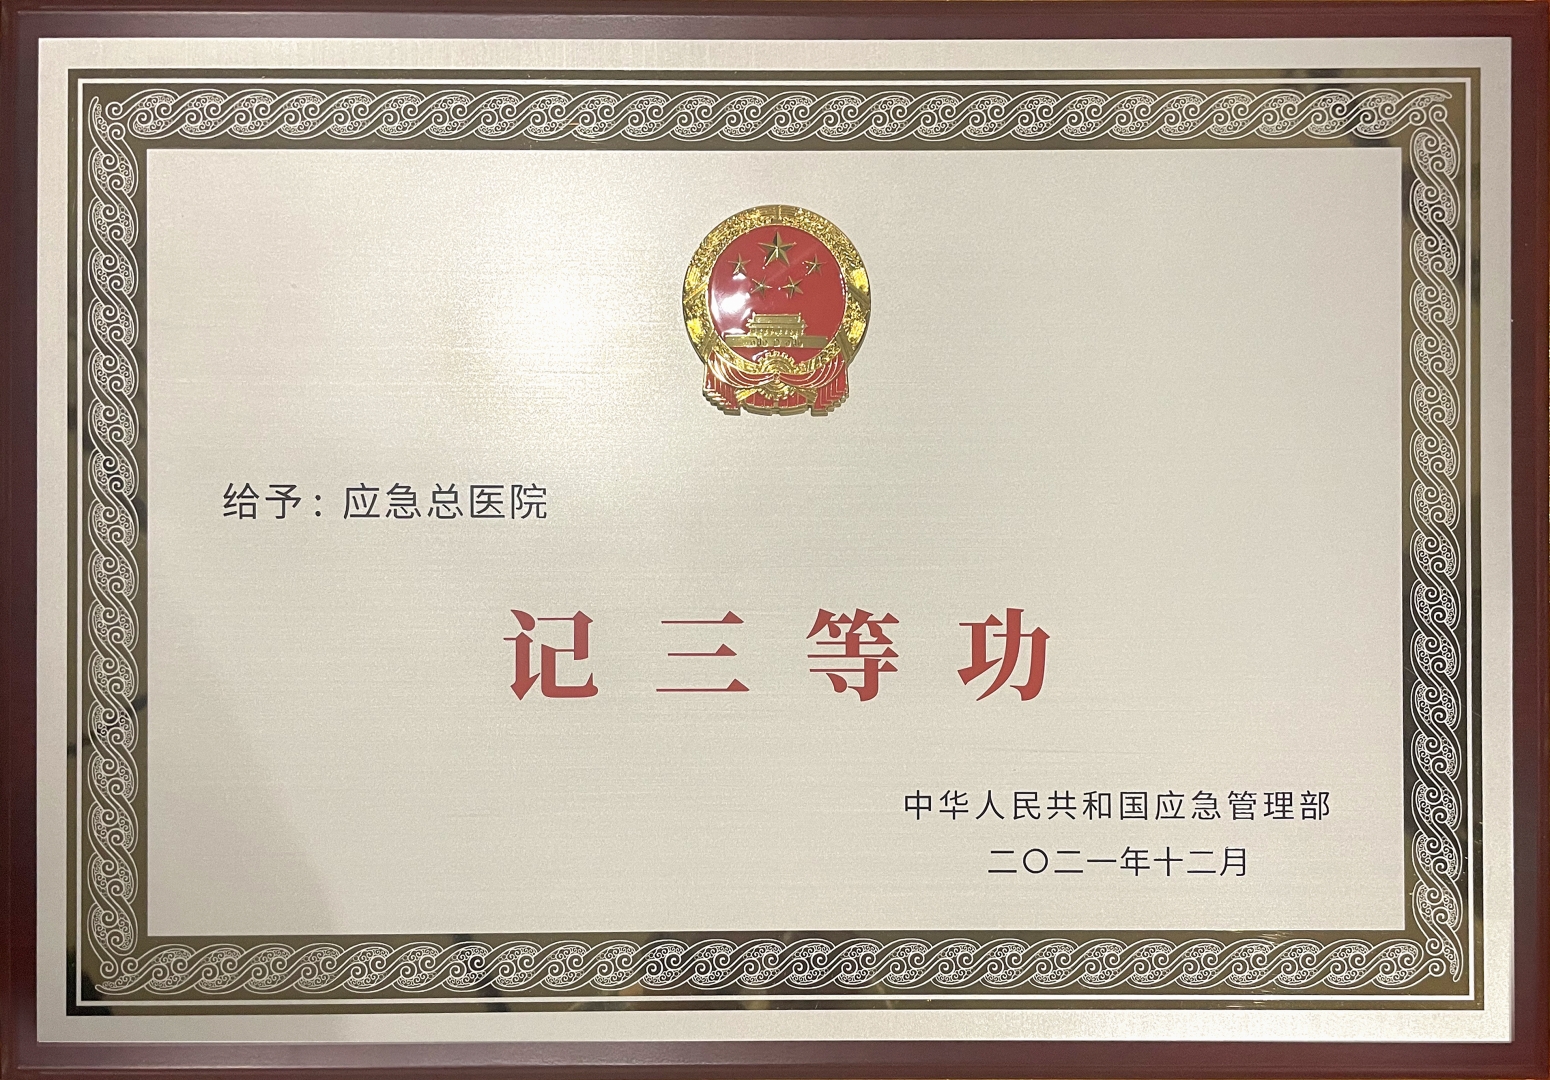 给予：应急总医院
记三等功
中华人民共和国应急管理部
二〇二一年十二月